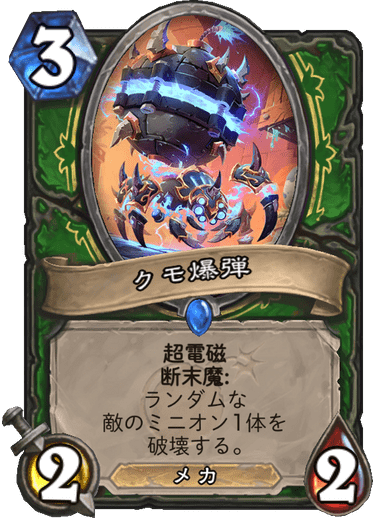 3
クモ爆弾
超電磁
断末魔:
ランダムな
敵のミニオン1体を
破壊する。
2
メカ
2